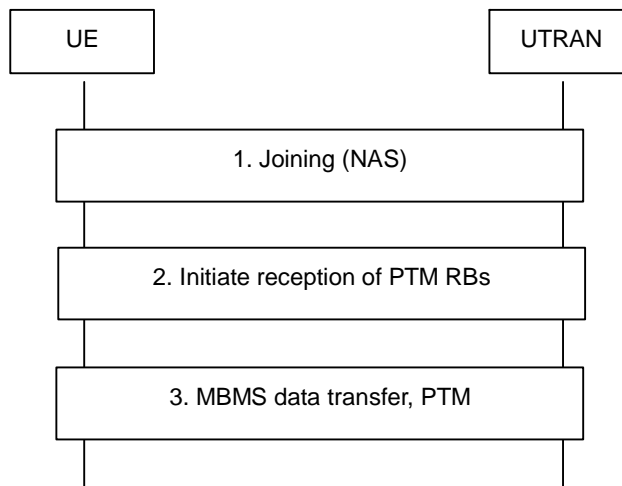 UE
UTRAN
1. Joining (NAS)
2. Initiate reception of PTM RBs
3. MBMS data transfer, PTM